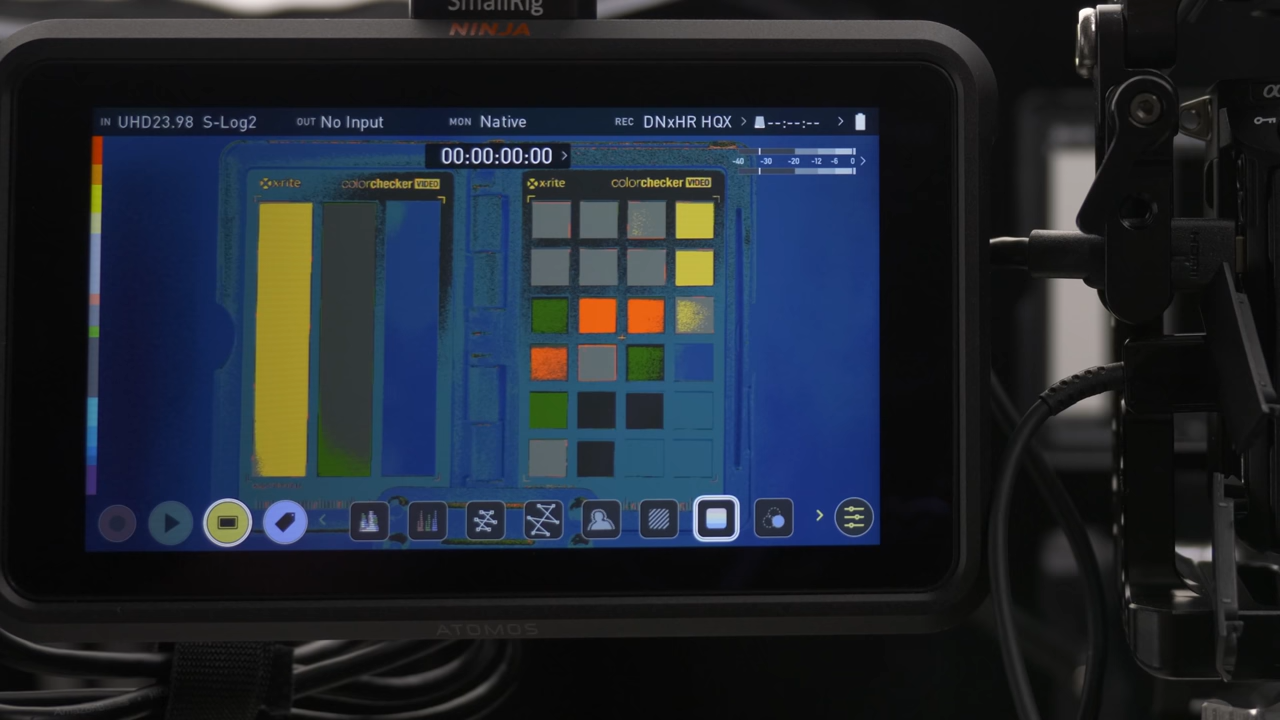 SmallRig
NINJA
IN UHD23.98 S-Log2 OUT No Input MON Native REC DNxHR HQX > --:--:-- >
00:00:00:00 >
-40 -30 -20 -12 -6 0 >
x-rite colorchecker VIDEO
x-rite colorchecker VIDEO
ATOMOS